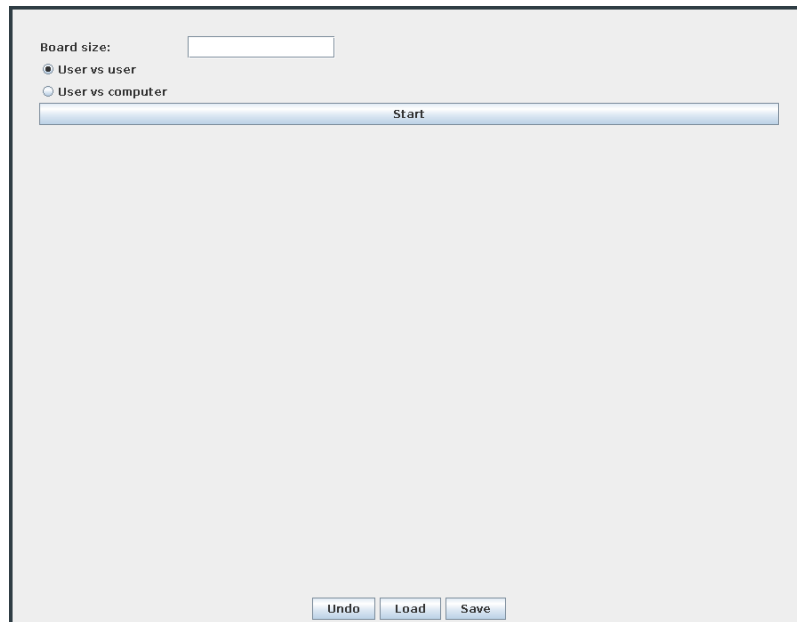 Board size:
User vs user
User vs computer
Start
Undo Load Save